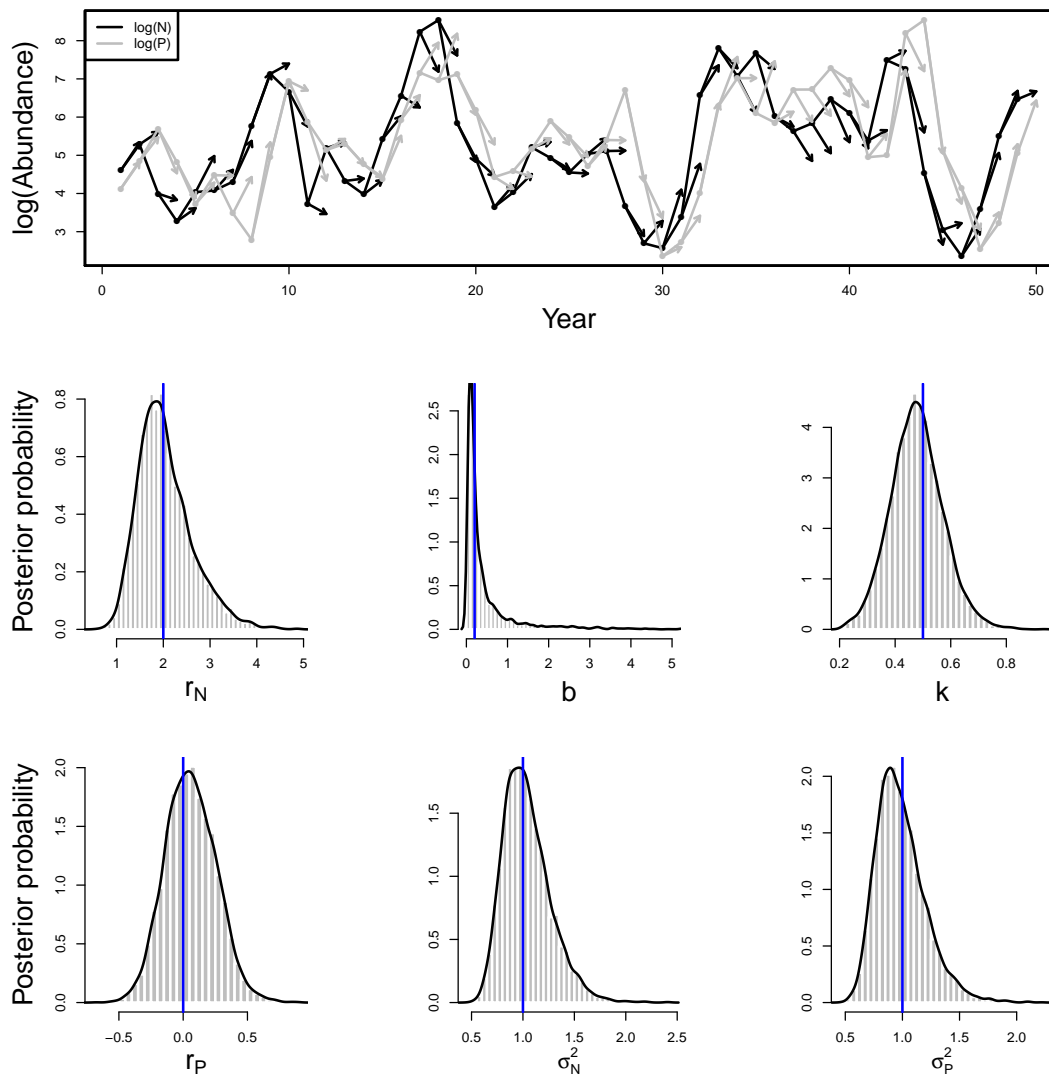 log(N)
log(P)
log(Abundance)
3 4 5 6 7 8
0 10 20 30 40 50
Year
Posterior probability
0.0 0.2 0.4 0.6 0.8
1 2 3 4 5
r_N
0.0 0.5 1.0 1.5 2.0 2.5
0 1 2 3 4 5
b
0 1 2 3 4
0.2 0.4 0.6 0.8
k
Posterior probability
0.0 0.5 1.0 1.5 2.0
−0.5 0.0 0.5
r_P
0.0 0.5 1.0 1.5
0.5 1.0 1.5 2.0 2.5
σ²_N
0.0 0.5 1.0 1.5 2.0
0.5 1.0 1.5 2.0
σ²_P